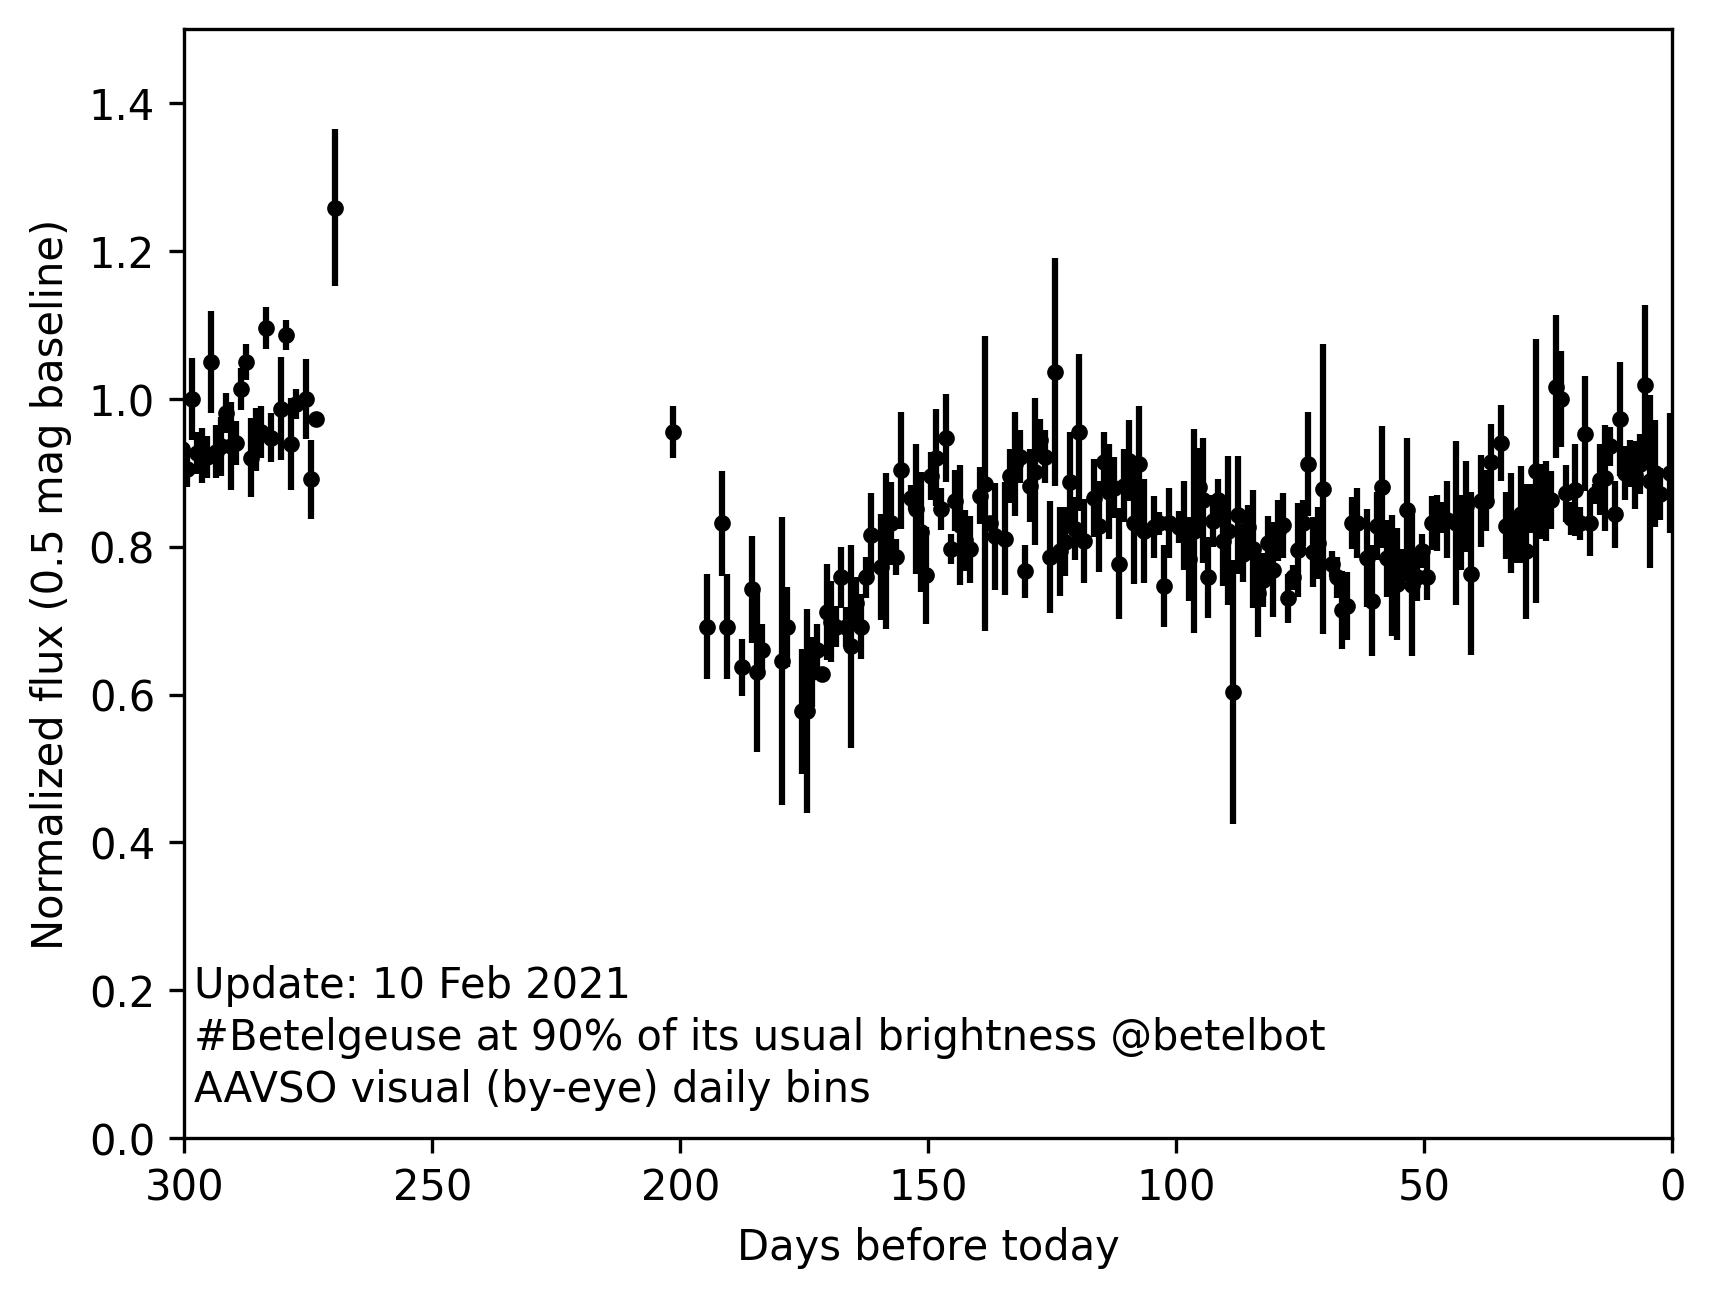 1.4
1.2
1.0
0.8
0.6
0.4
0.2
0.0
Normalized flux (0.5 mag baseline)
Update: 10 Feb 2021
#Betelgeuse at 90% of its usual brightness @betelbot
AAVSO visual (by-eye) daily bins
300 250 200 150 100 50 0
Days before today